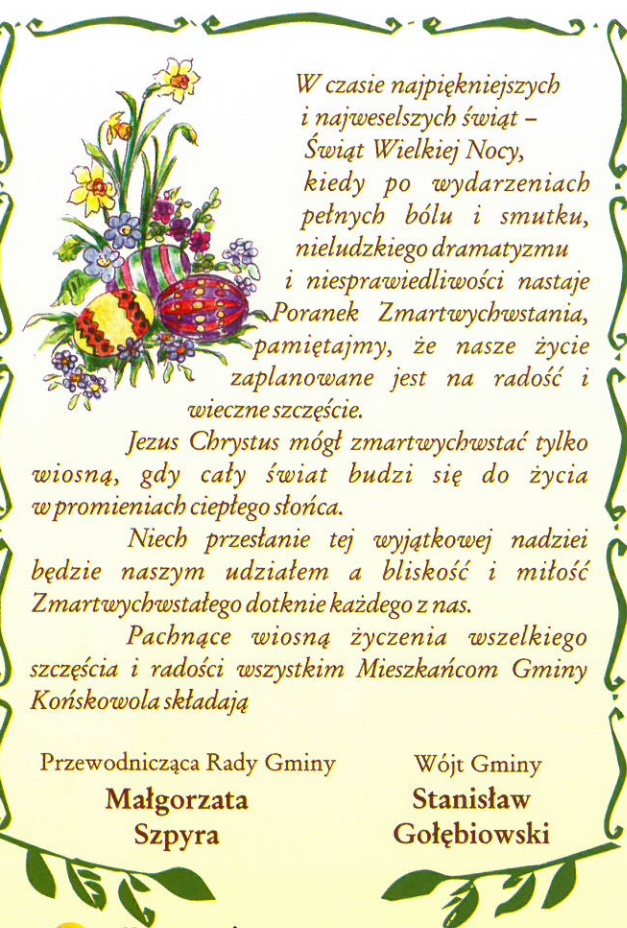 W czasie najpiękniejszych
i najweselszych świąt –
Świąt Wielkiej Nocy,
kiedy po wydarzeniach
pełnych bólu i smutku,
nieludzkiego dramatyzmu
i niesprawiedliwości nastaje
Poranek Zmartwychwstania,
pamiętajmy, że nasze życie
zaplanowane jest na radość i
wieczne szczęście.
Jezus Chrystus mógł zmartwychwstać tylko
wiosną, gdy cały świat budzi się do życia
w promieniach ciepłego słońca.
Niech przesłanie tej wyjątkowej nadziei
będzie naszym udziałem a bliskość i miłość
Zmartwychwstałego dotknie każdego z nas.
Pachnące wiosną życzenia wszelkiego
szczęścia i radości wszystkim Mieszkańcom Gminy
Końskowola składają
Przewodnicząca Rady Gminy
Małgorzata
Szpyra
Wójt Gminy
Stanisław
Gołębiowski